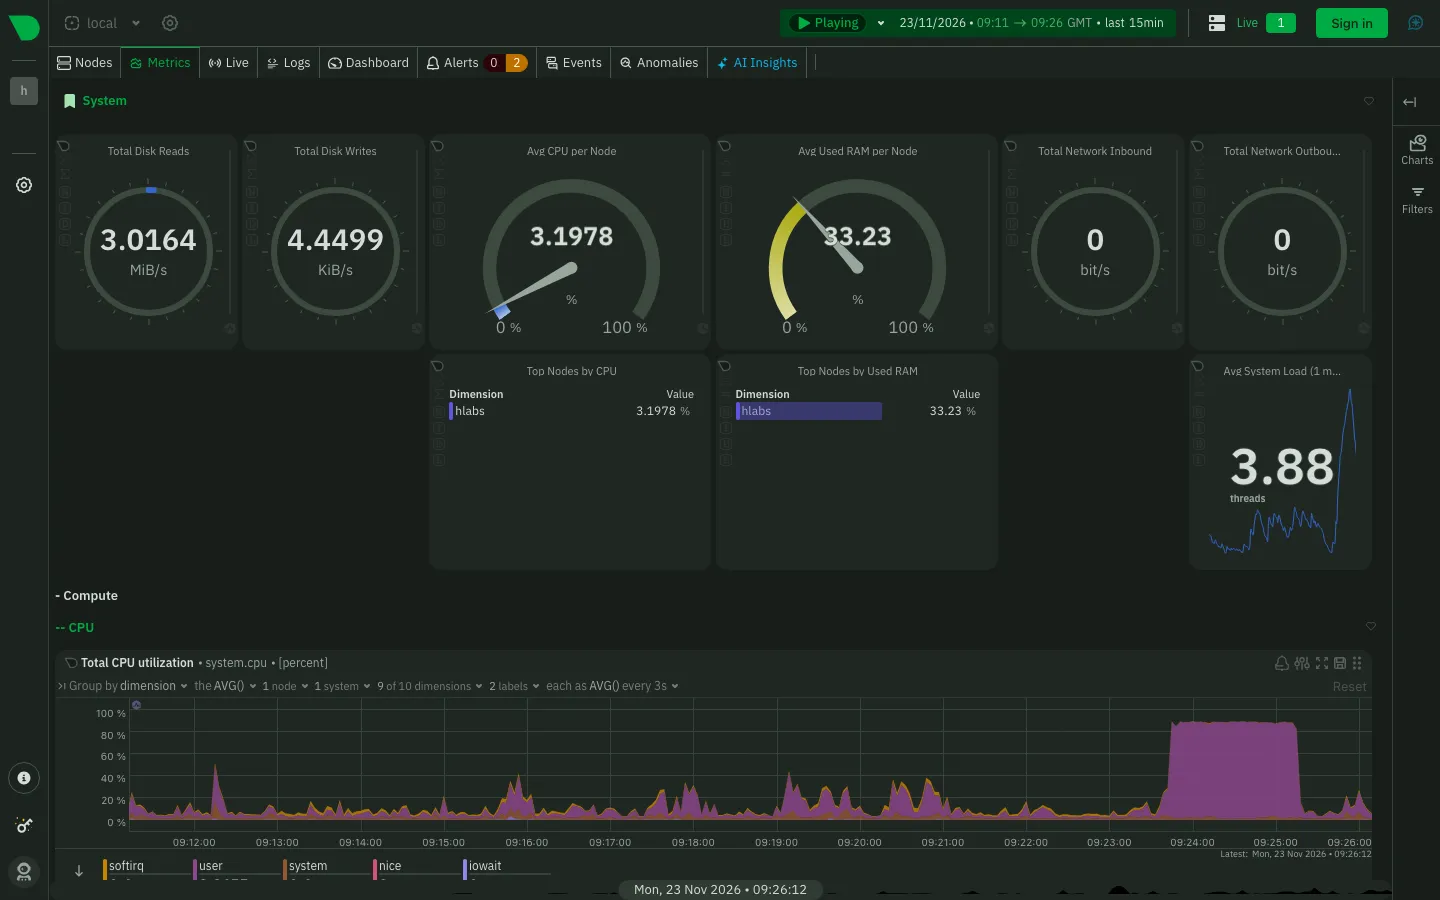 local
Playing
23/11/2026 • 09:11 → 09:26 GMT • last 15min
Live
1
Sign in
Nodes
Metrics
Live
Logs
Dashboard
Alerts 0 2
Events
Anomalies
AI Insights
h
System
Charts
Filters
Total Disk Reads
3.0164
MiB/s
Total Disk Writes
4.4499
KiB/s
Avg CPU per Node
3.1978
%
0 %
100 %
Avg Used RAM per Node
33.23
%
0 %
100 %
Total Network Inbound
0
bit/s
Total Network Outbou...
0
bit/s
Top Nodes by CPU
Dimension Value
hlabs 3.1978 %
Top Nodes by Used RAM
Dimension Value
hlabs 33.23 %
Avg System Load (1 m...
3.88
threads
- Compute
-- CPU
Total CPU utilization • system.cpu • [percent]
Group by dimension the AVG() 1 node 1 system 9 of 10 dimensions 2 labels each as AVG() every 3s
Reset
100 %
80 %
60 %
40 %
20 %
0 %
09:12:00 09:13:00 09:14:00 09:15:00 09:16:00 09:17:00 09:18:00 09:19:00 09:20:00 09:21:00 09:22:00 09:23:00 09:24:00 09:25:00 09:26:00
Latest: Mon, 23 Nov 2026 • 09:26:12
softirq user system nice iowait
Mon, 23 Nov 2026 • 09:26:12